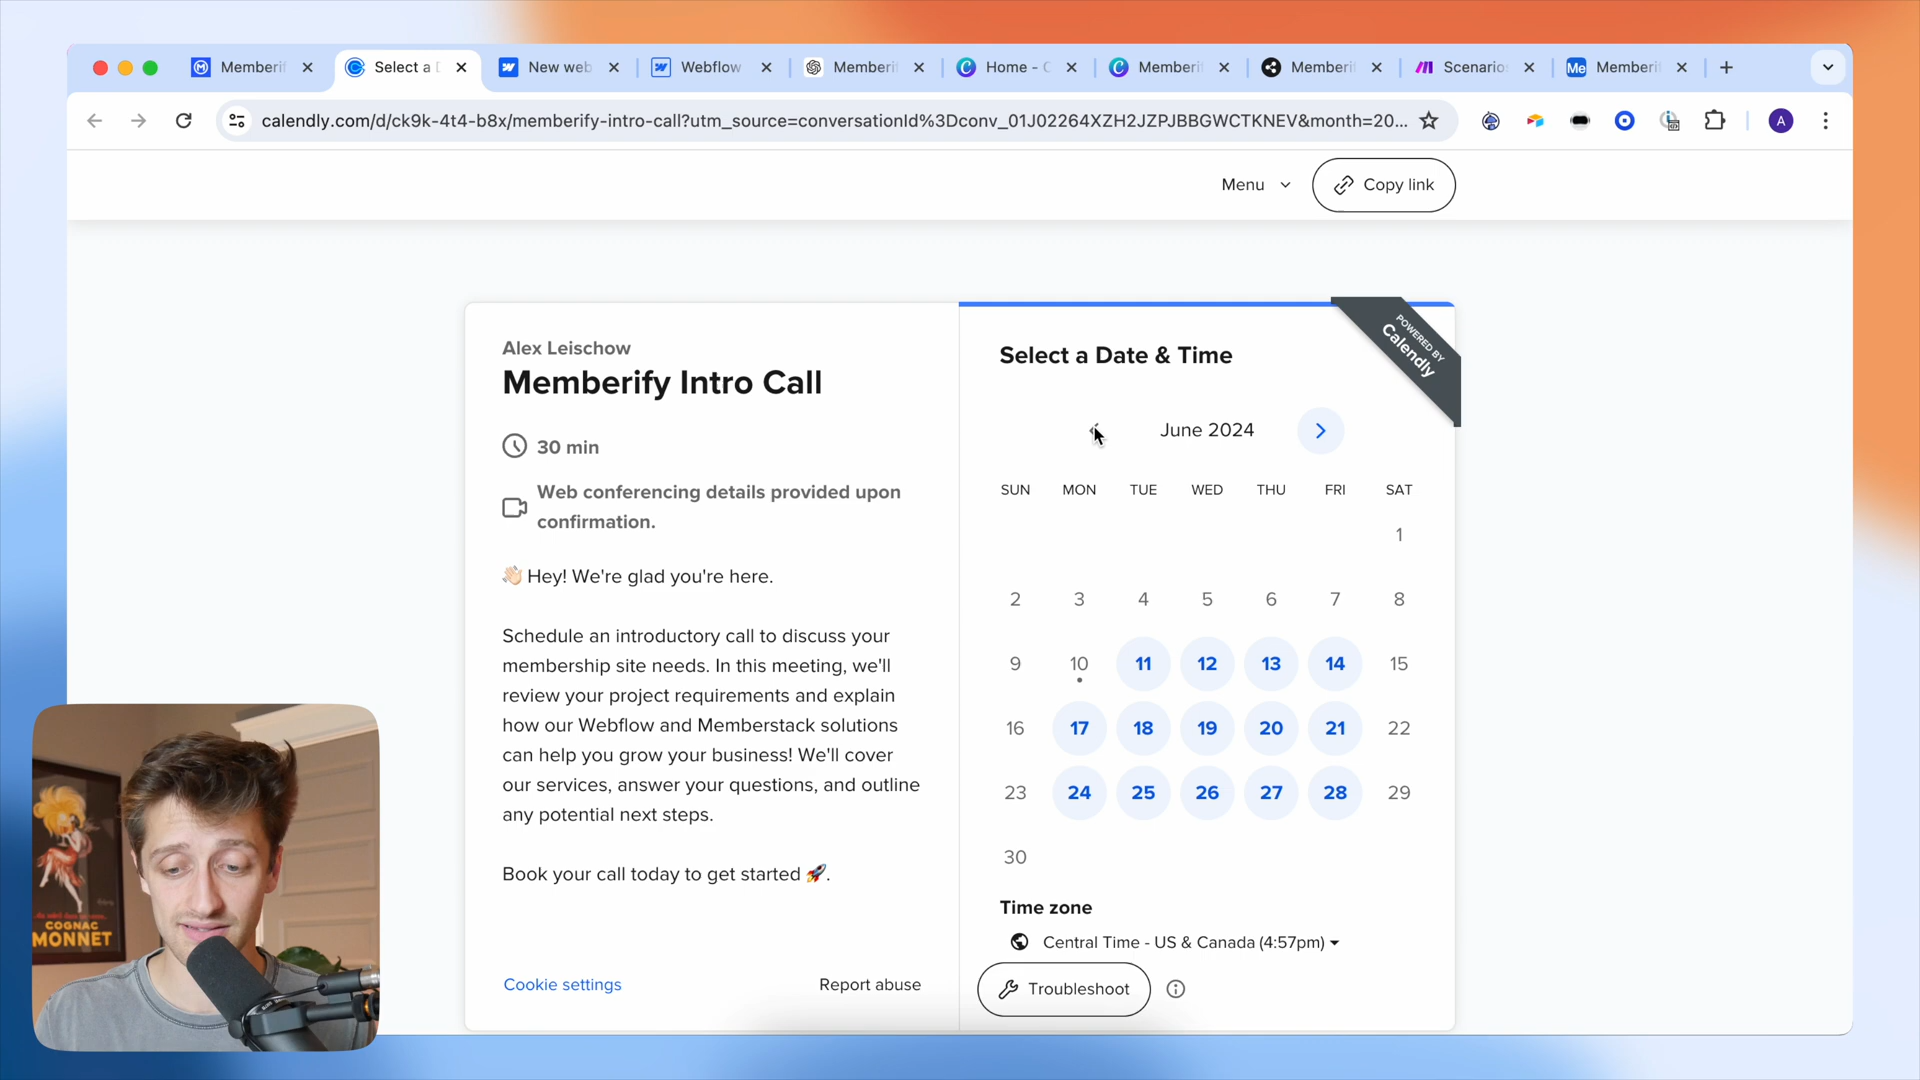 Memberif
Select a D
New web
Webflow
Memberif
Home - C
Memberif
Memberif
Scenario
Memberif
calendly.com/d/ck9k-4t4-b8x/memberify-intro-call?utm_source=conversationId%3Dconv_01J02264XZH2JZPJBBGWCTKNEV&month=20...
A
Menu
Copy link
Alex Leischow
Memberify Intro Call
30 min
Web conferencing details provided upon
confirmation.
👋🏻 Hey! We're glad you're here.
Schedule an introductory call to discuss your
membership site needs. In this meeting, we'll
review your project requirements and explain
how our Webflow and Memberstack solutions
can help you grow your business! We'll cover
our services, answer your questions, and outline
any potential next steps.
Book your call today to get started 🚀.
Cookie settings
Report abuse
POWERED BY
Calendly
Select a Date & Time
June 2024
SUN MON TUE WED THU FRI SAT
1
2 3 4 5 6 7 8
9 10 11 12 13 14 15
16 17 18 19 20 21 22
23 24 25 26 27 28 29
30
Time zone
Central Time - US & Canada (4:57pm)
Troubleshoot
COGNAC
MONNET